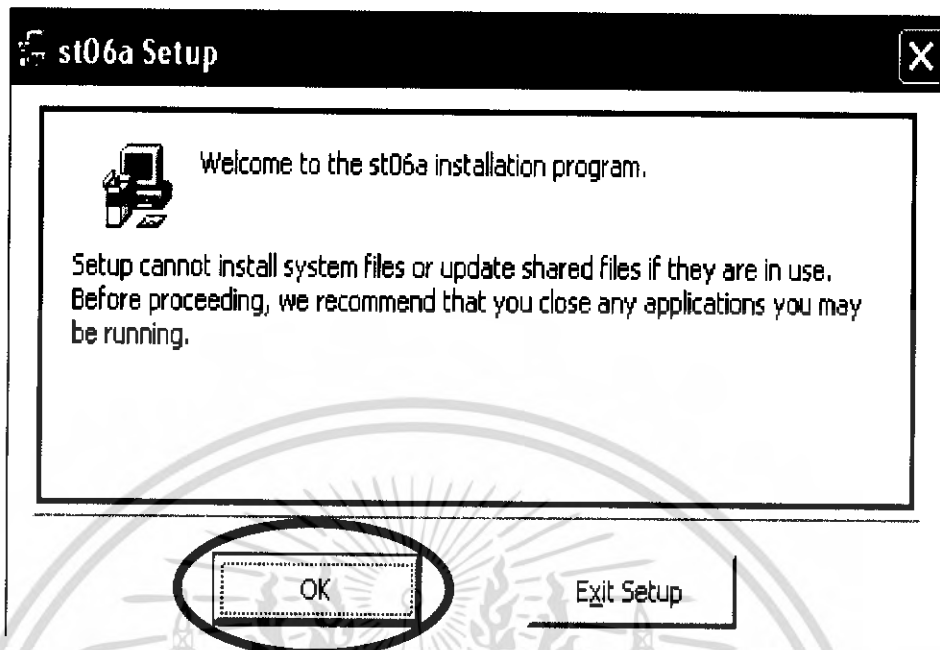 st06a Setup
Welcome to the st06a installation program.
Setup cannot install system files or update shared files if they are in use.
Before proceeding, we recommend that you close any applications you may
be running.
OK
Exit Setup